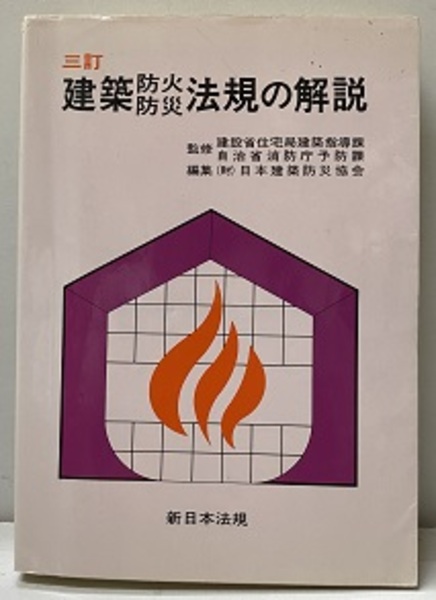 三訂
建築防火防災法規の解説
監修 建設省住宅局建築指導課
自治省消防庁予防課
編集 (財)日本建築防災協会
新日本法規